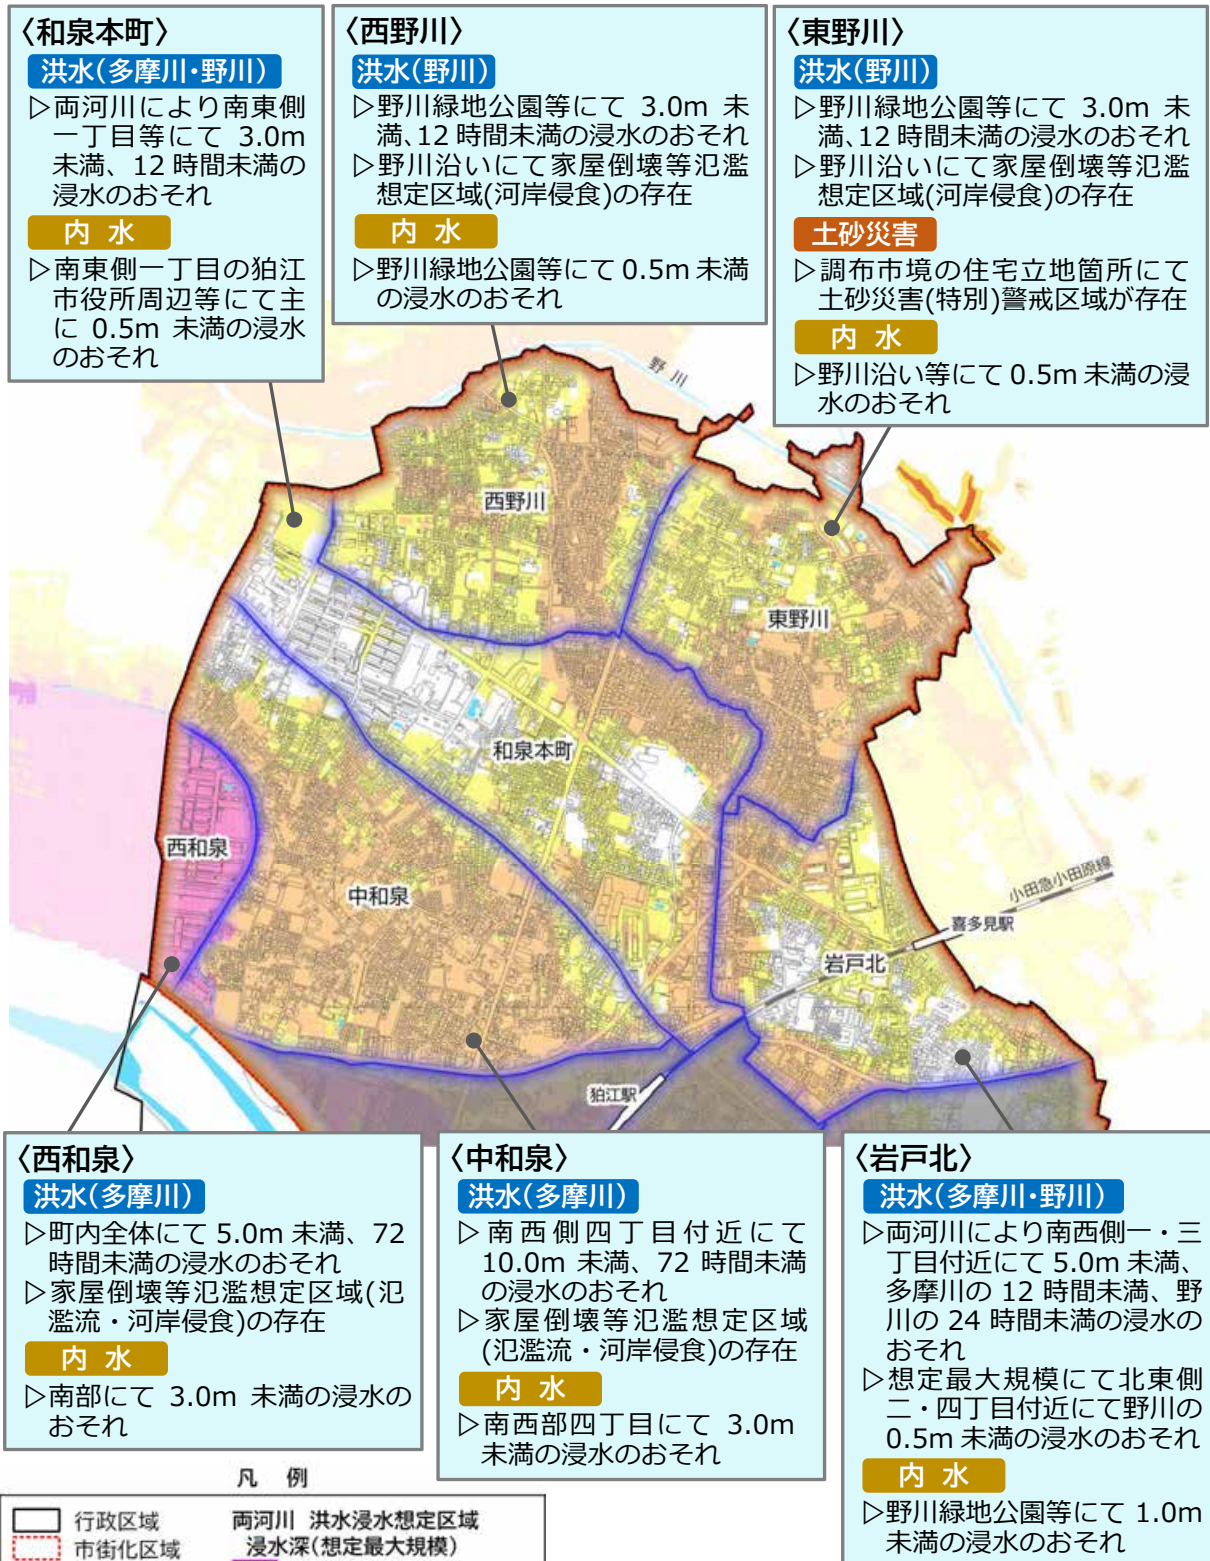 〈和泉本町〉
洪水(多摩川・野川)
▷両河川により南東側
一丁目等にて 3.0m
未満、12時間未満の
浸水のおそれ
内 水
▷南東側一丁目の狛江
市役所周辺等にて主
に 0.5m 未満の浸水
のおそれ
〈西野川〉
洪水(野川)
▷野川緑地公園等にて 3.0m 未
満、12時間未満の浸水のおそれ
▷野川沿いにて家屋倒壊等氾濫
想定区域(河岸侵食)の存在
内 水
▷野川緑地公園等にて 0.5m 未満
の浸水のおそれ
〈東野川〉
洪水(野川)
▷野川緑地公園等にて 3.0m 未
満、12時間未満の浸水のおそれ
▷野川沿いにて家屋倒壊等氾濫
想定区域(河岸侵食)の存在
土砂災害
▷調布市境の住宅立地箇所にて
土砂災害(特別)警戒区域が存在
内 水
▷野川沿い等にて 0.5m 未満の浸
水のおそれ
野川
西野川
東野川
和泉本町
西和泉
中和泉
小田急小田原線
喜多見駅
岩戸北
狛江駅
〈西和泉〉
洪水(多摩川)
▷町内全体にて 5.0m 未満、72
時間未満の浸水のおそれ
▷家屋倒壊等氾濫想定区域(氾
濫流・河岸侵食)の存在
内 水
▷南部にて 3.0m 未満の浸水の
おそれ
〈中和泉〉
洪水(多摩川)
▷南西側四丁目付近にて
10.0m 未満、72 時間未満
の浸水のおそれ
▷家屋倒壊等氾濫想定区域
(氾濫流・河岸侵食)の存在
内 水
▷南西部四丁目にて 3.0m
未満の浸水のおそれ
〈岩戸北〉
洪水(多摩川・野川)
▷両河川により南西側一・三
丁目付近にて 5.0m 未満、
多摩川の 12 時間未満、野
川の 24 時間未満の浸水の
おそれ
▷想定最大規模にて北東側
二・四丁目付近にて野川の
0.5m 未満の浸水のおそれ
内 水
▷野川緑地公園等にて 1.0m
未満の浸水のおそれ
凡 例
行政区域
市街化区域
両河川 洪水浸水想定区域
浸水深(想定最大規模)